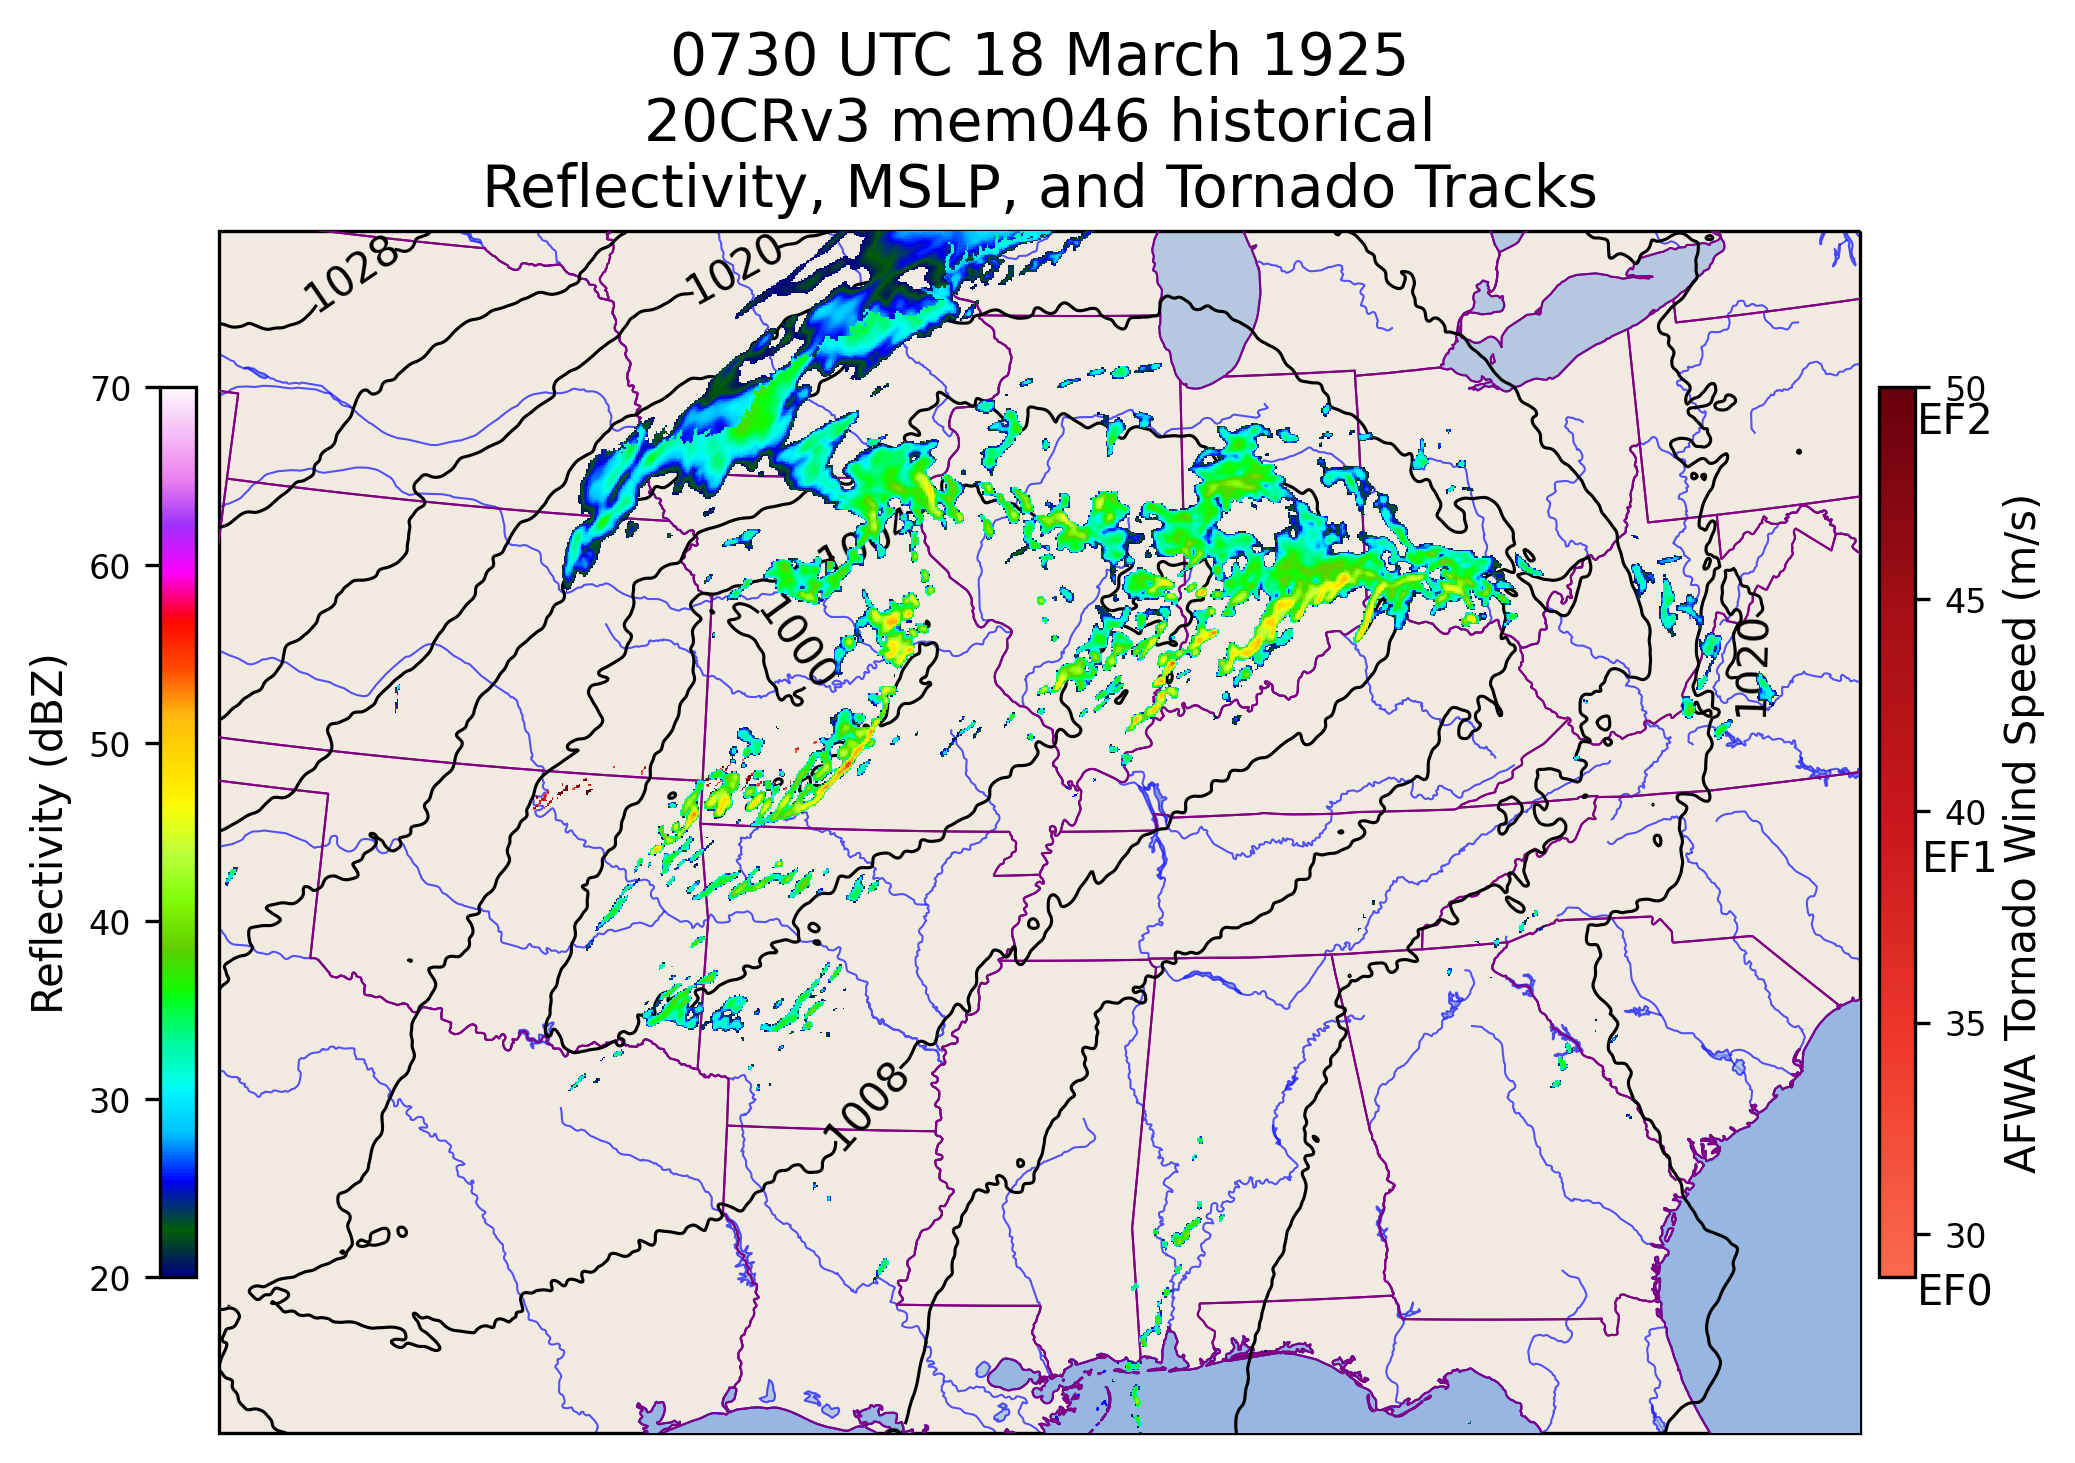 0730 UTC 18 March 1925
20CRv3 mem046 historical
Reflectivity, MSLP, and Tornado Tracks
1028
1020
1004
1000
1020
1008
70
60
50
40
30
20
Reflectivity (dBZ)
50
EF2
45
40
EF1
35
30
EF0
AFWA Tornado Wind Speed (m/s)